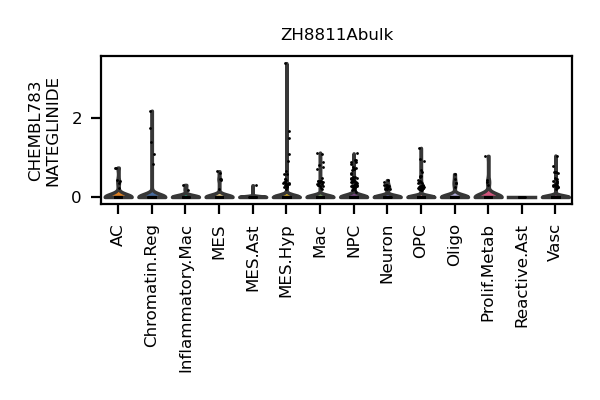 ZH8811Abulk
CHEMBL783
NATEGLINIDE
2
0
AC
Chromatin.Reg
Inflammatory.Mac
MES
MES.Ast
MES.Hyp
Mac
NPC
Neuron
OPC
Oligo
Prolif.Metab
Reactive.Ast
Vasc